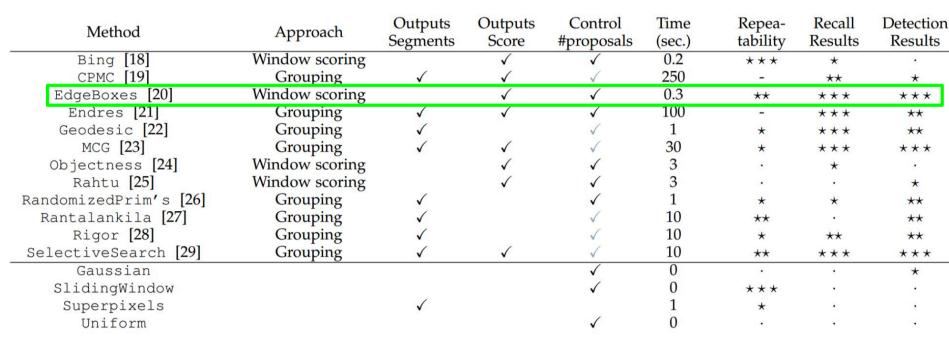 Method Approach Outputs Segments Outputs Score Control #proposals Time (sec.) Repea-tability Recall Results Detection Results
Bing [18] Window scoring ✓ ✓ 0.2 ★★★ ★ ·
CPMC [19] Grouping ✓ ✓ ✓ 250 - ★★ ★
EdgeBoxes [20] Window scoring ✓ ✓ 0.3 ★★ ★★★ ★★★
Endres [21] Grouping ✓ ✓ ✓ 100 - ★★★ ★★
Geodesic [22] Grouping ✓ ✓ 1 ★ ★★★ ★★
MCG [23] Grouping ✓ ✓ ✓ 30 ★ ★★★ ★★★
Objectness [24] Window scoring ✓ ✓ 3 · ★ ·
Rahtu [25] Window scoring ✓ ✓ 3 · · ★
RandomizedPrim's [26] Grouping ✓ ✓ 1 ★ ★ ★★
Rantalankila [27] Grouping ✓ ✓ 10 ★★ · ★★
Rigor [28] Grouping ✓ ✓ 10 ★ ★★ ★★
SelectiveSearch [29] Grouping ✓ ✓ ✓ 10 ★★ ★★★ ★★★
Gaussian ✓ 0 · · ★
SlidingWindow ✓ 0 ★★★ · ·
Superpixels ✓ 1 ★ · ·
Uniform ✓ 0 · · ·